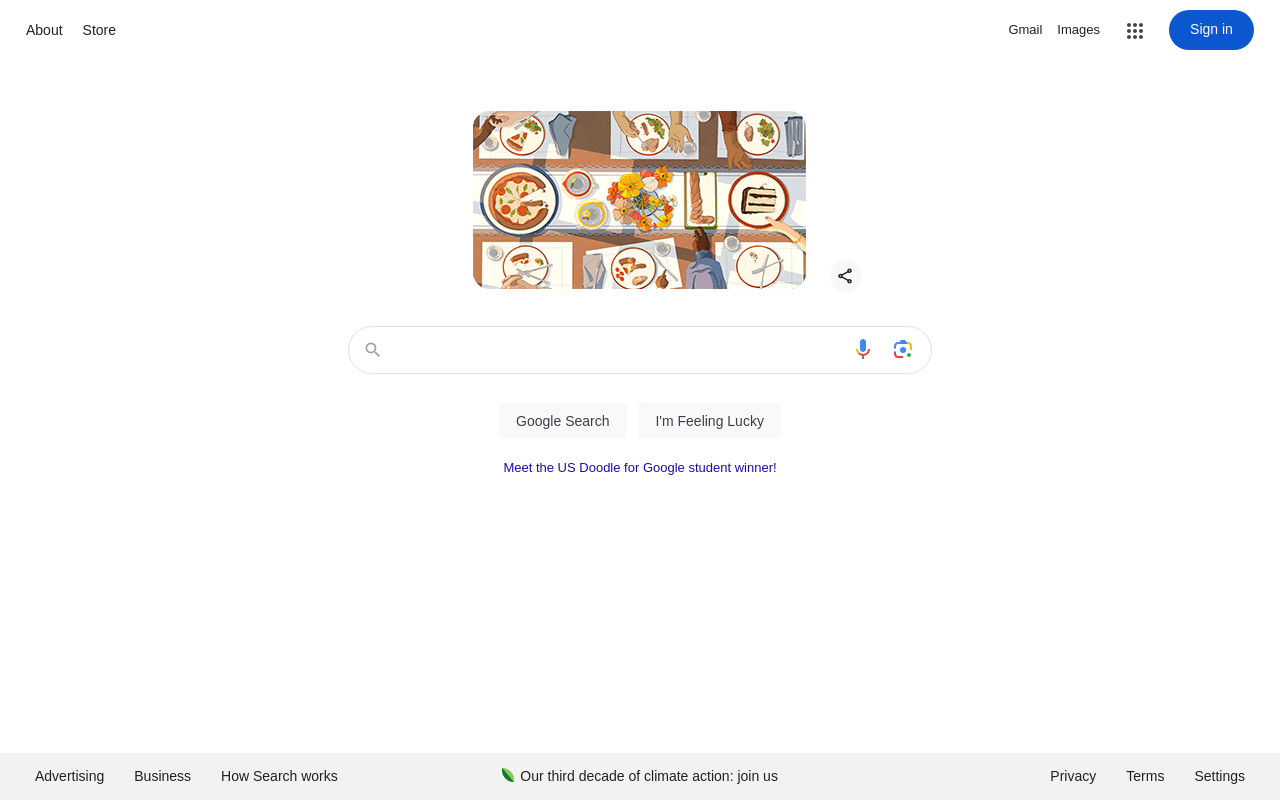 About Store Gmail Images Sign in
Google Search I'm Feeling Lucky
Meet the US Doodle for Google student winner!
Advertising Business How Search works Our third decade of climate action: join us Privacy Terms Settings